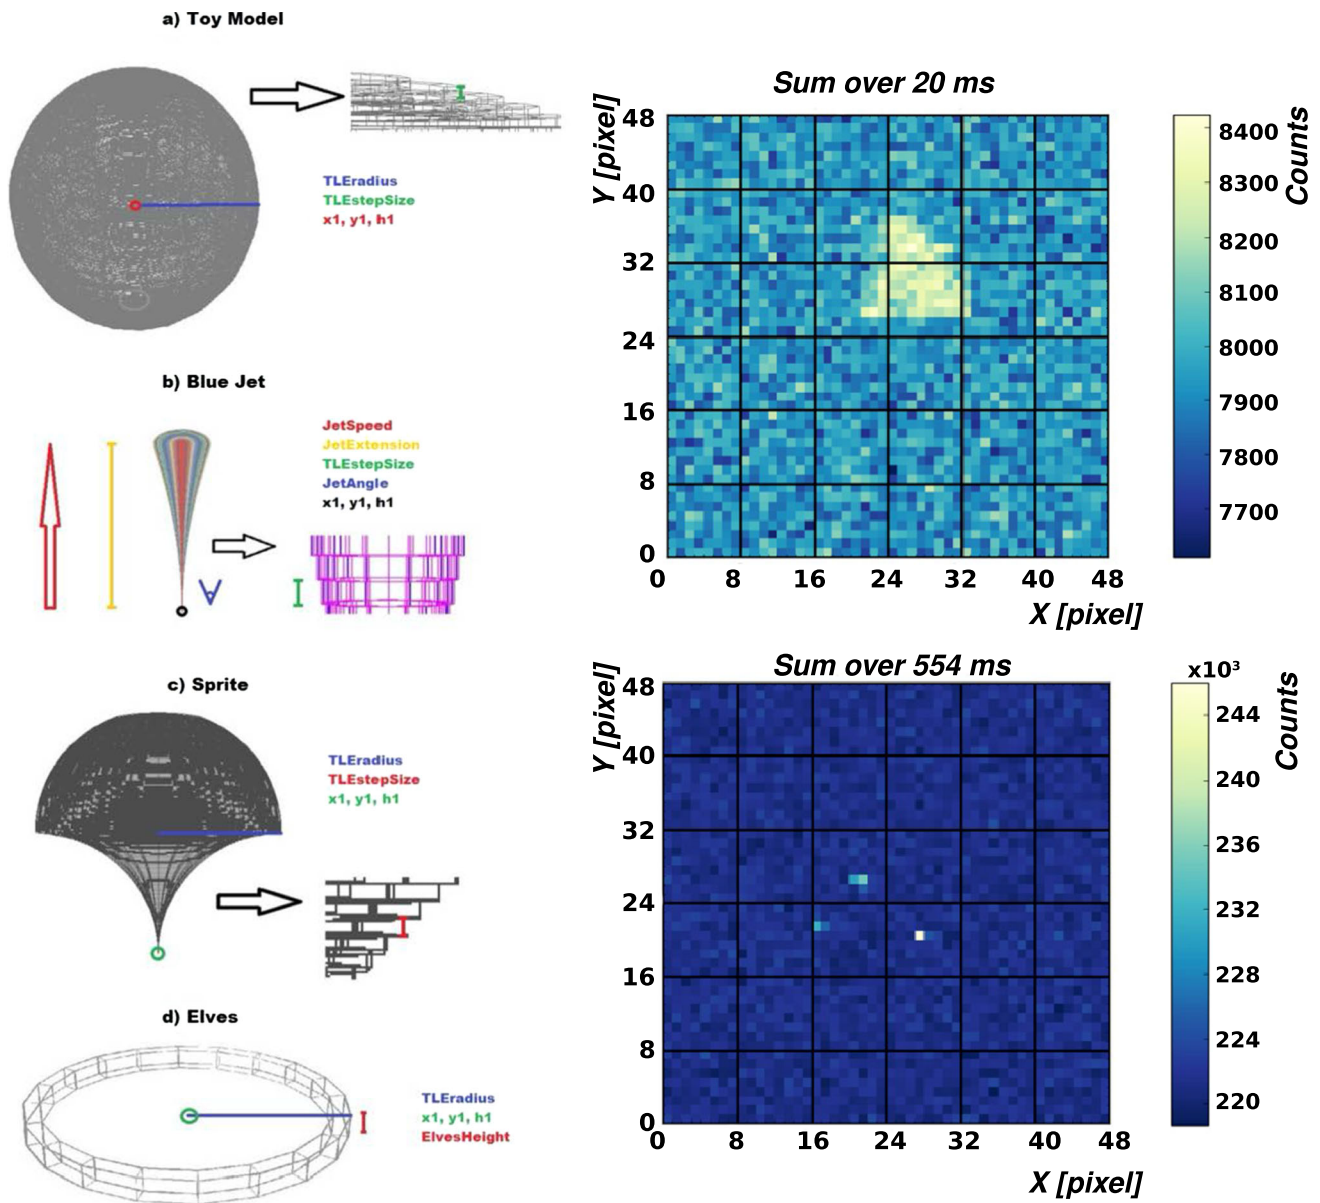 a) Toy Model
TLEradius
TLEstepSize
x1, y1, h1
b) Blue Jet
JetSpeed
JetExtension
TLEstepSize
JetAngle
x1, y1, h1
c) Sprite
TLEradius
TLEstepSize
x1, y1, h1
d) Elves
TLEradius
x1, y1, h1
ElvesHeight
Sum over 20 ms
Y [pixel]
48
40
32
24
16
8
0
0 8 16 24 32 40 48
X [pixel]
Counts
8400
8300
8200
8100
8000
7900
7800
7700
Sum over 554 ms
Y [pixel]
48
40
32
24
16
8
0
0 8 16 24 32 40 48
X [pixel]
x10³
Counts
244
240
236
232
228
224
220